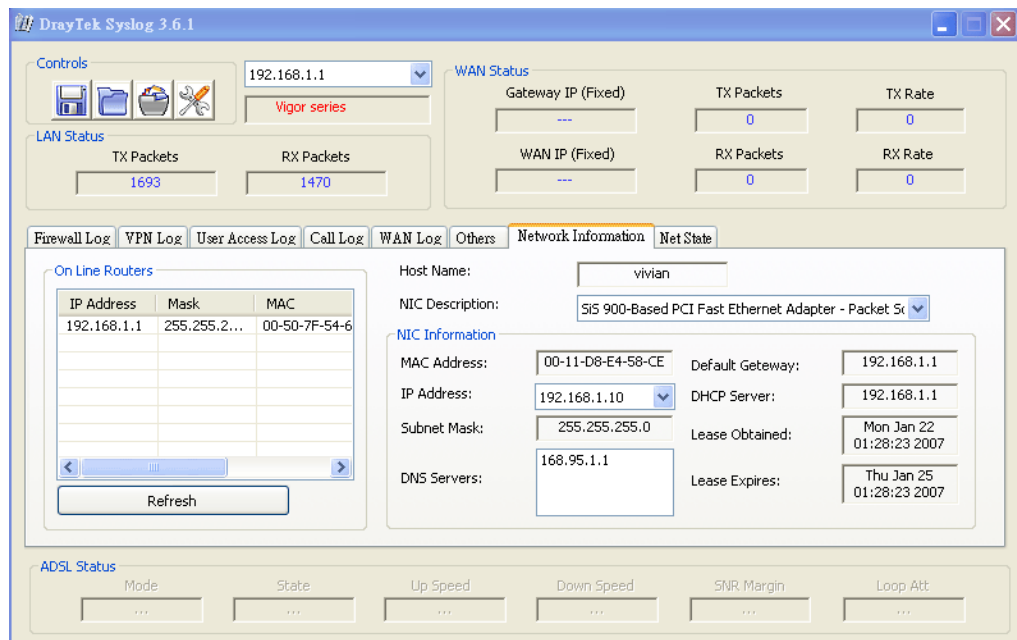 DrayTek Syslog 3.6.1
Controls
192.168.1.1
Vigor series
LAN Status
TX Packets RX Packets
1693 1470
WAN Status
Gateway IP (Fixed) TX Packets TX Rate
--- 0 0
WAN IP (Fixed) RX Packets RX Rate
--- 0 0
Firewall Log VPN Log User Access Log Call Log WAN Log Others Network Information Net State
On Line Routers
IP Address Mask MAC
192.168.1.1 255.255.2... 00-50-7F-54-6
Refresh
Host Name: vivian
NIC Description: SiS 900-Based PCI Fast Ethernet Adapter - Packet Sc
NIC Information
MAC Address: 00-11-D8-E4-58-CE
IP Address: 192.168.1.10
Subnet Mask: 255.255.255.0
DNS Servers: 168.95.1.1
Default Geteway: 192.168.1.1
DHCP Server: 192.168.1.1
Lease Obtained: Mon Jan 22
01:28:23 2007
Lease Expires: Thu Jan 25
01:28:23 2007
ADSL Status
Mode State Up Speed Down Speed SNR Margin Loop Att
... ... ... ... ... ...